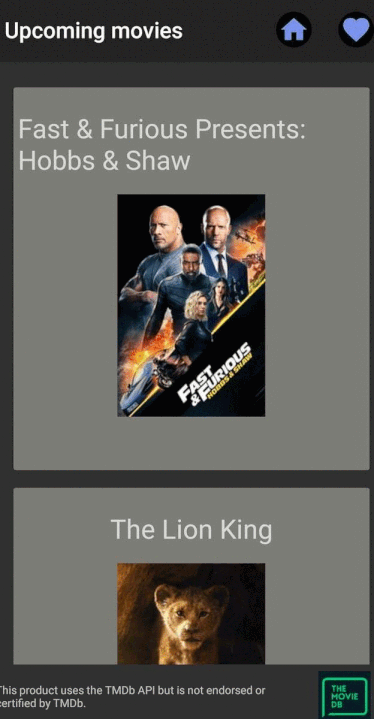 Upcoming movies
Fast & Furious Presents:
Hobbs & Shaw
FAST
& FURIOUS
HOBBS & SHAW
The Lion King
This product uses the TMDb API but is not endorsed or
certified by TMDb.
THE
MOVIE
DB